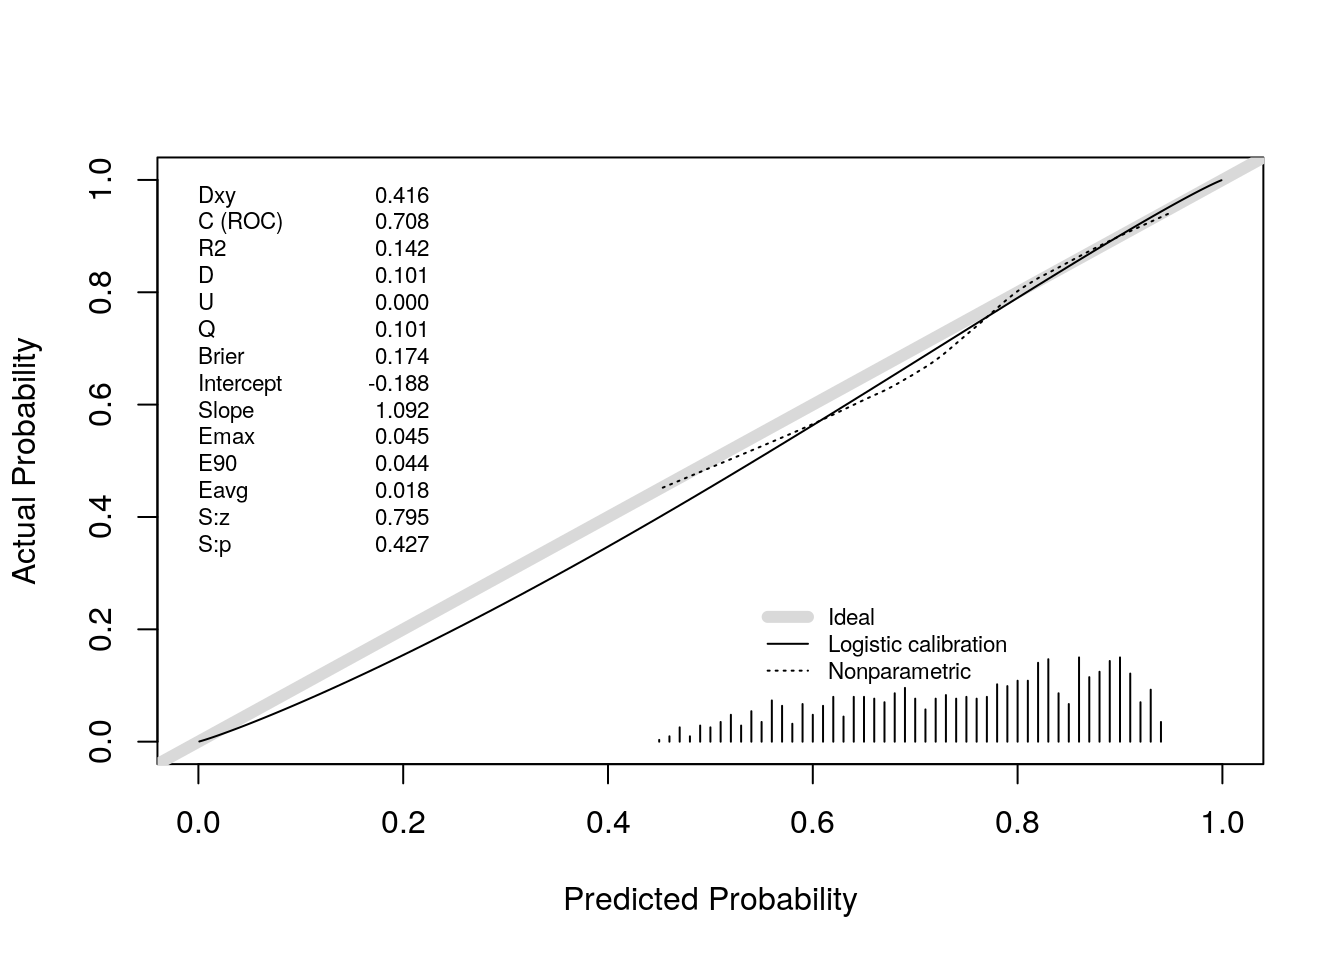 Dxy 0.416
C (ROC) 0.708
R2 0.142
D 0.101
U 0.000
Q 0.101
Brier 0.174
Intercept -0.188
Slope 1.092
Emax 0.045
E90 0.044
Eavg 0.018
S:z 0.795
S:p 0.427
Ideal
Logistic calibration
Nonparametric
1.0
0.8
0.6
0.4
0.2
0.0
Actual Probability
0.0 0.2 0.4 0.6 0.8 1.0
Predicted Probability